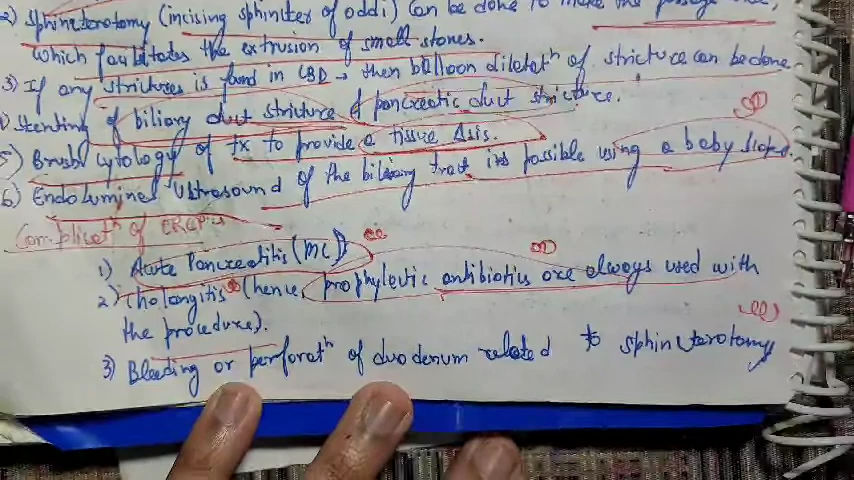 2) Sphincterotomy (incising sphincter of oddi) can be done to make the passage
which facilitates the extrusion of small stones.
3) If any strictures is found in CBD → then balloon dilatatⁿ of stricture can be done
Stenting of biliary duct stricture & pancreatic duct stricture.
5) Brush Cytology of tx to provide a tissue Δsis.
6) Endoluminal Ultrasound of the biliary tract is possible using a baby
Complicatⁿ of ERCP:-
1) Acute Pancreatitis (MC)
2) Cholangitis (hence, prophylactic antibiotics are always used with
the procedure).
3) Bleeding or perforatⁿ of duodenum related to sphincterotomy